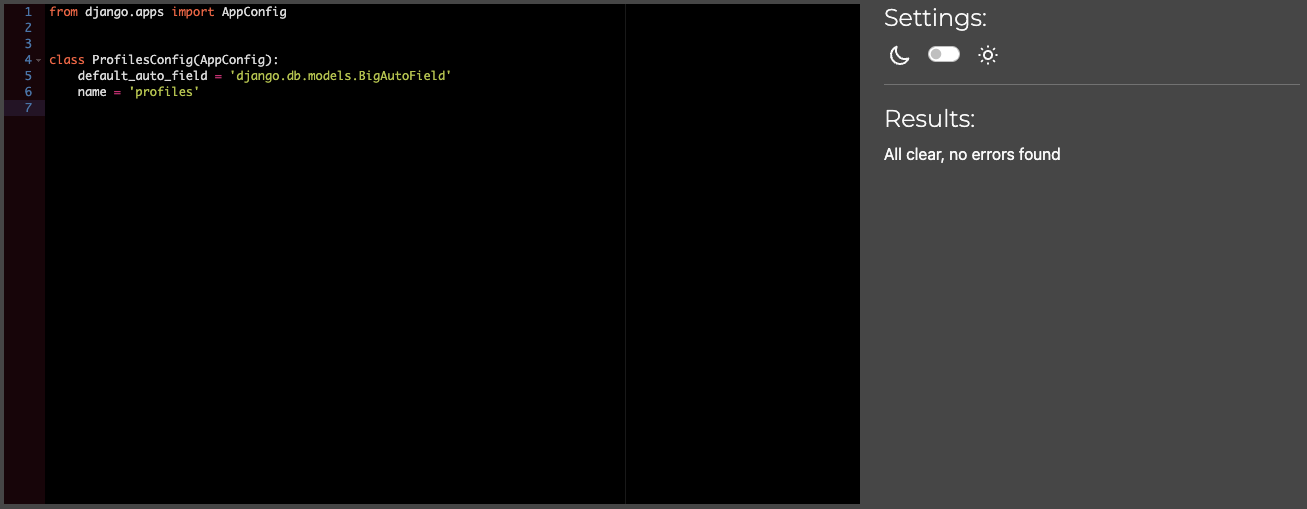 1 from django.apps import AppConfig
2
3
4 class ProfilesConfig(AppConfig):
5     default_auto_field = 'django.db.models.BigAutoField'
6     name = 'profiles'
7
Settings:
Results:
All clear, no errors found